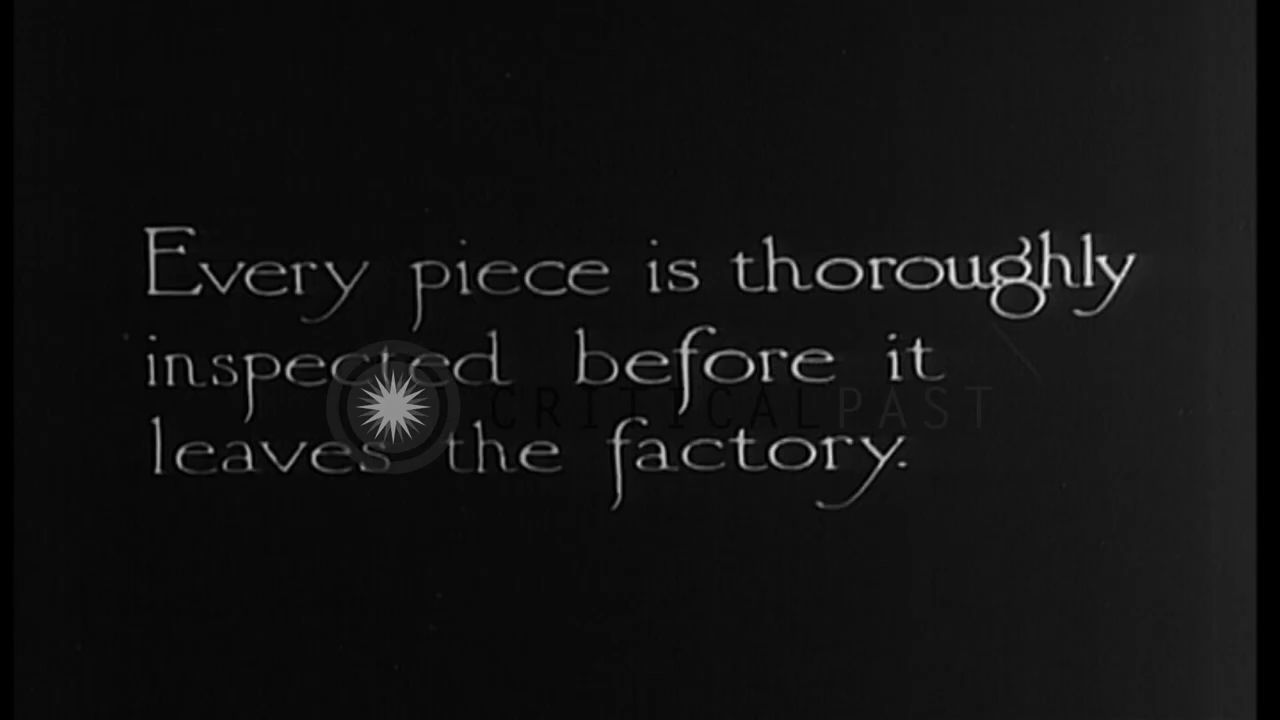 Every piece is thoroughly
inspected before it
CRITICALPAST
leaves the factory.